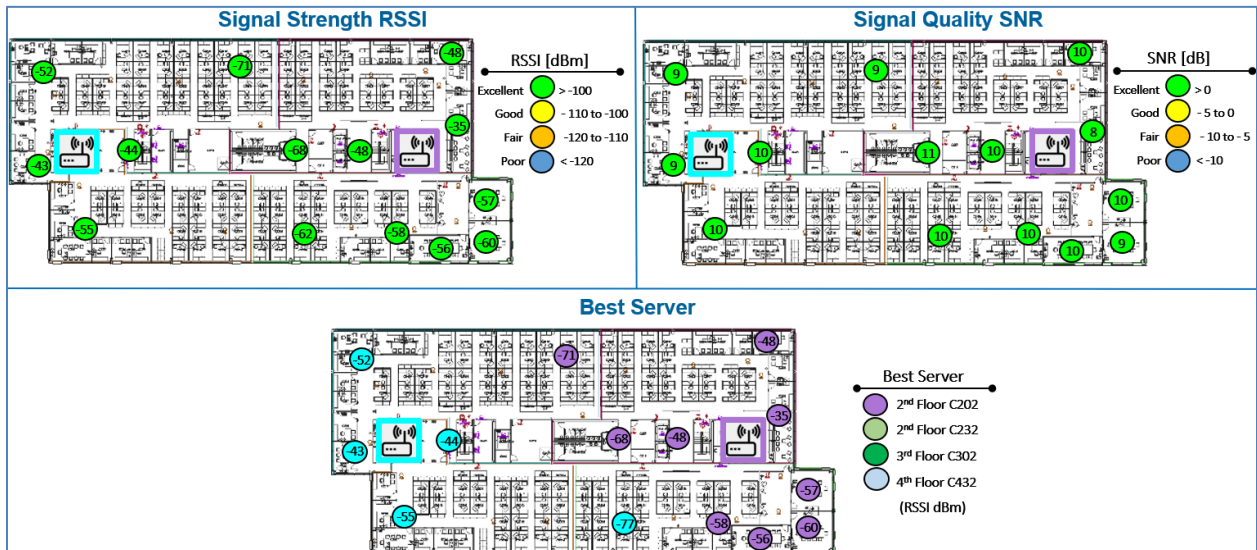 Signal Strength RSSI
-52
-71
-48
-35
-43
-44
-68
-48
-55
-62
-58
-56
-57
-60
RSSI [dBm]
Excellent > -100
Good - 110 to -100
Fair -120 to -110
Poor < -120
Signal Quality SNR
9
9
10
8
9
10
11
10
10
10
10
10
10
9
SNR [dB]
Excellent > 0
Good - 5 to 0
Fair - 10 to -5
Poor < -10
Best Server
-52
-71
-48
-35
-43
-44
-68
-48
-55
-77
-58
-56
-57
-60
Best Server
2nd Floor C202
2nd Floor C232
3rd Floor C302
4th Floor C432
(RSSI dBm)